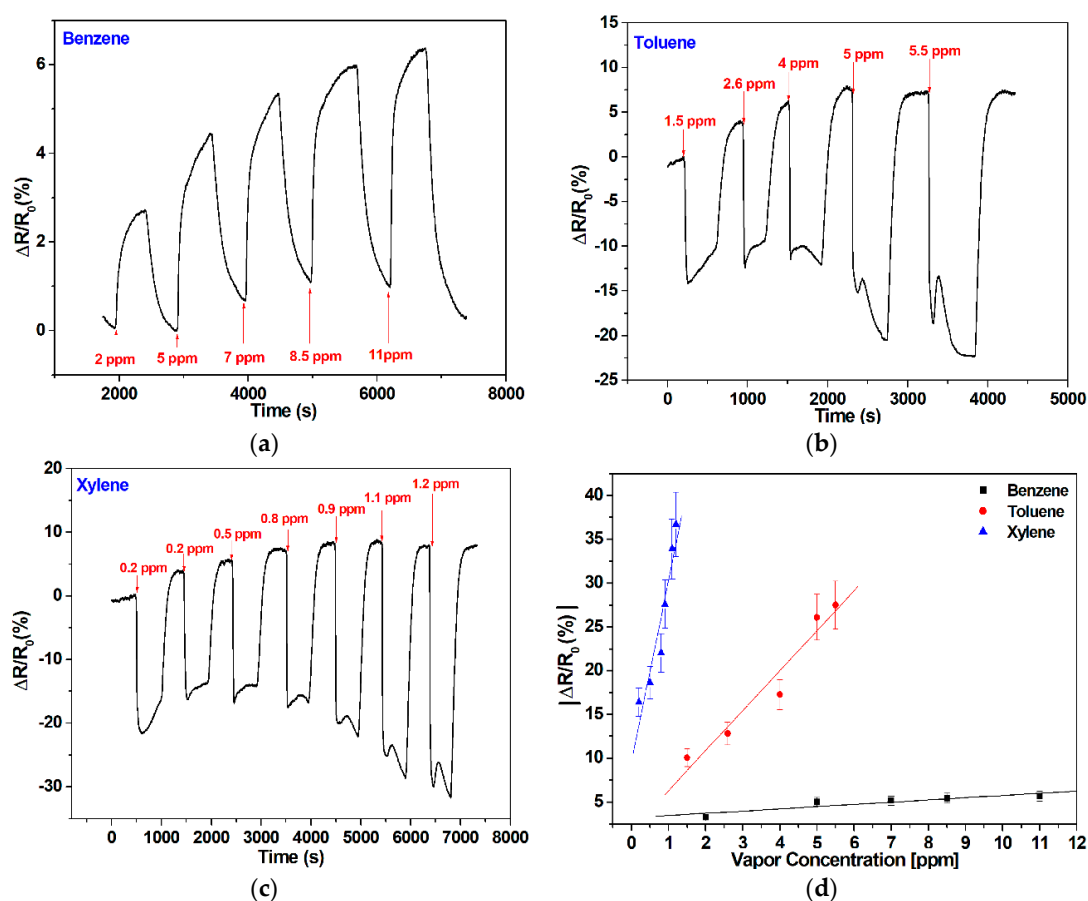 Benzene
ΔR/R₀(%)
6
4
2
0
2 ppm
5 ppm
7 ppm
8.5 ppm
11ppm
2000 4000 6000 8000
Time (s)
(a)
Toluene
ΔR/R₀(%)
15
10
5
0
-5
-10
-15
-20
-25
1.5 ppm
2.6 ppm
4 ppm
5 ppm
5.5 ppm
0 1000 2000 3000 4000 5000
Time (s)
(b)
Xylene
ΔR/R₀(%)
20
10
0
-10
-20
-30
0.2 ppm
0.2 ppm
0.5 ppm
0.8 ppm
0.9 ppm
1.1 ppm
1.2 ppm
0 1000 2000 3000 4000 5000 6000 7000 8000
Time (s)
(c)
|ΔR/R₀(%)|
40
35
30
25
20
15
10
5
Benzene
Toluene
Xylene
0 1 2 3 4 5 6 7 8 9 10 11 12
Vapor Concentration [ppm]
(d)